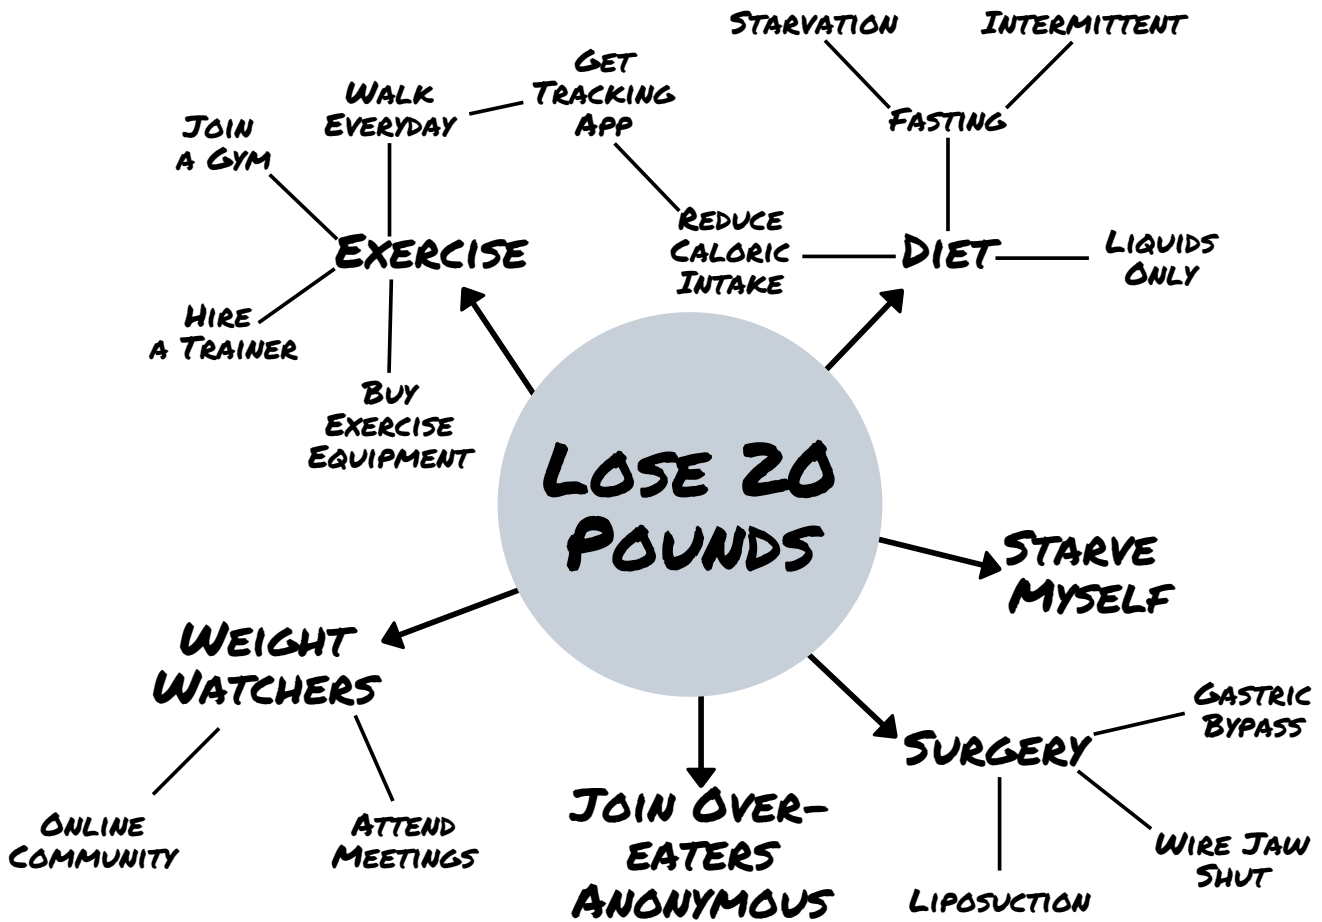 Starvation
Intermittent
Get
Tracking
App
Walk
Everyday
Join
a Gym
Fasting
Reduce
Caloric
Intake
Exercise
Diet
Liquids
Only
Hire
a Trainer
Buy
Exercise
Equipment
Lose 20
Pounds
Starve
Myself
Weight
Watchers
Gastric
Bypass
Surgery
Join Over-
eaters
Anonymous
Online
Community
Attend
Meetings
Wire Jaw
Shut
Liposuction